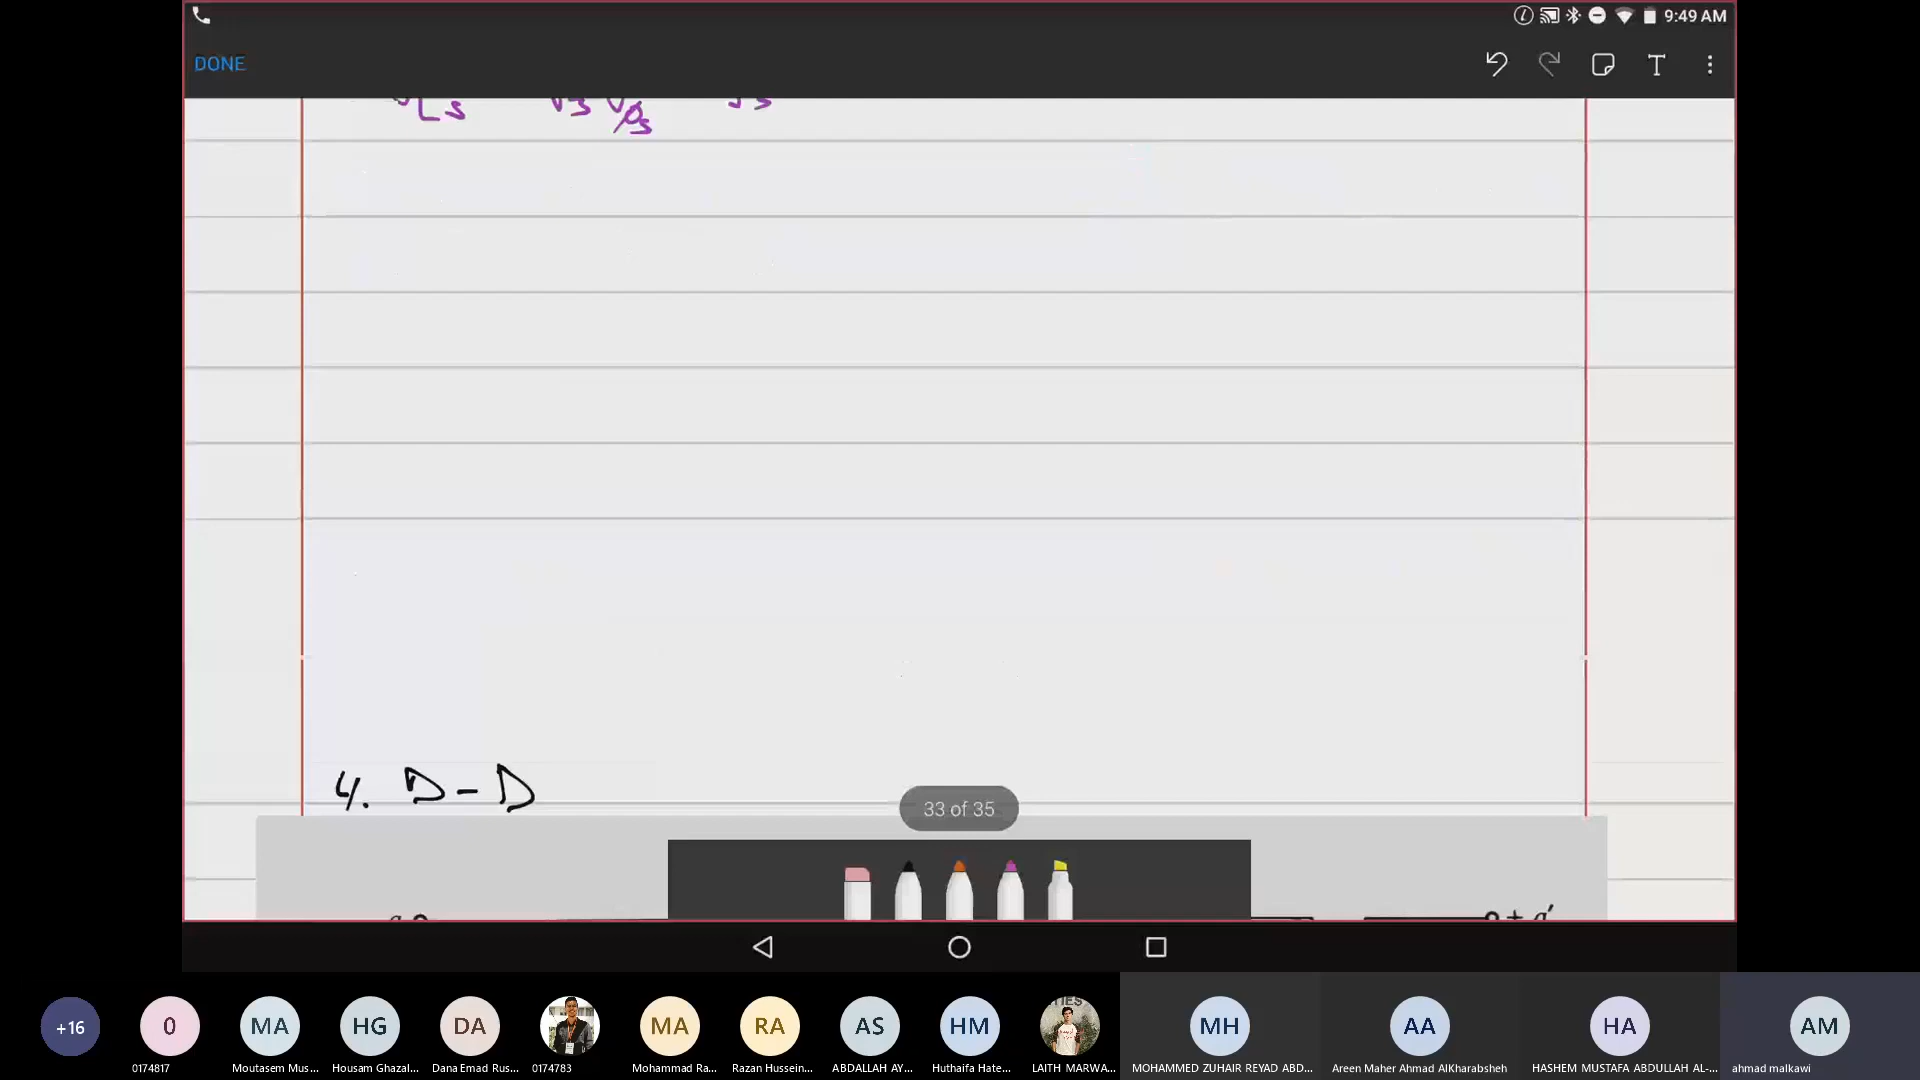 9:49 AM
DONE
T
4. D - D
33 of 35
+ a'
+16
0
MA
HG
DA
MA
RA
AS
HM
TIES
MH
AA
HA
AM
0174817
Moutasem Mus...
Housam Ghazal...
Dana Emad Rus...
0174783
Mohammad Ra...
Razan Hussein...
ABDALLAH AY...
Huthaifa Hate...
LAITH MARWA...
MOHAMMED ZUHAIR REYAD ABD...
Areen Maher Ahmad AlKharabsheh
HASHEM MUSTAFA ABDULLAH AL-...
ahmad malkawi